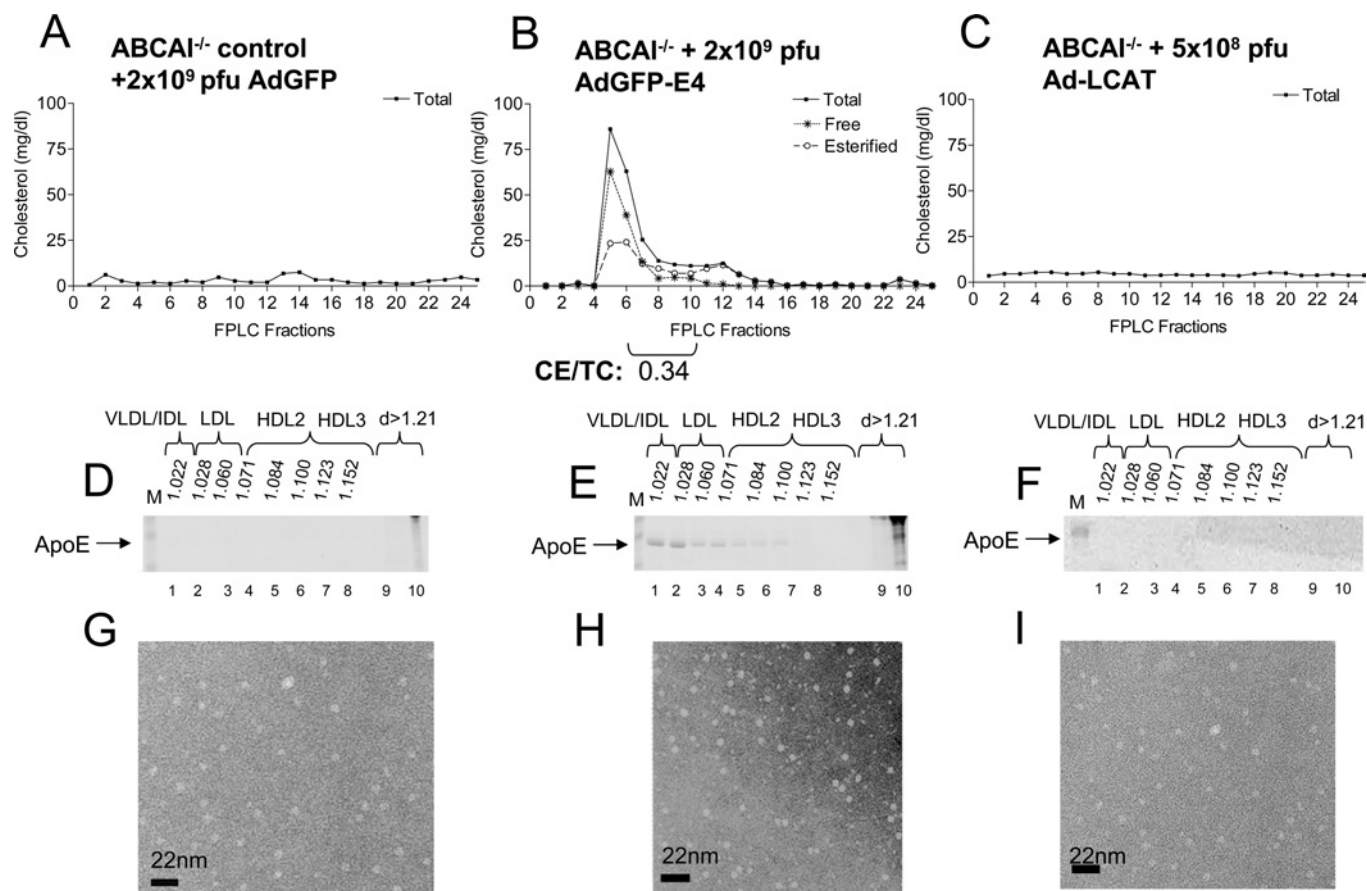 A
ABCAI-/- control
+2x10⁹ pfu AdGFP
Total
100
75
50
25
0
Cholesterol (mg/dl)
2 4 6 8 10 12 14 16 18 20 22 24
FPLC Fractions
B
ABCAI-/- + 2x10⁹ pfu
AdGFP-E4
Total
Free
Esterified
100
75
50
25
0
Cholesterol (mg/dl)
0 2 4 6 8 10 12 14 16 18 20 22 24
FPLC Fractions
CE/TC: 0.34
C
ABCAI-/- + 5x10⁸ pfu
Ad-LCAT
Total
100
75
50
25
0
Cholesterol (mg/dl)
0 2 4 6 8 10 12 14 16 18 20 22 24
FPLC Fractions
D
VLDL/IDL LDL HDL2 HDL3 d>1.21
M 1.022 1.028 1.060 1.071 1.084 1.100 1.123 1.152
ApoE
1 2 3 4 5 6 7 8 9 10
E
VLDL/IDL LDL HDL2 HDL3 d>1.21
M 1.022 1.028 1.060 1.071 1.084 1.100 1.123 1.152
ApoE
1 2 3 4 5 6 7 8 9 10
F
VLDL/IDL LDL HDL2 HDL3 d>1.21
M 1.022 1.028 1.060 1.071 1.084 1.100 1.123 1.152
ApoE
1 2 3 4 5 6 7 8 9 10
G
22nm
H
22nm
I
22nm